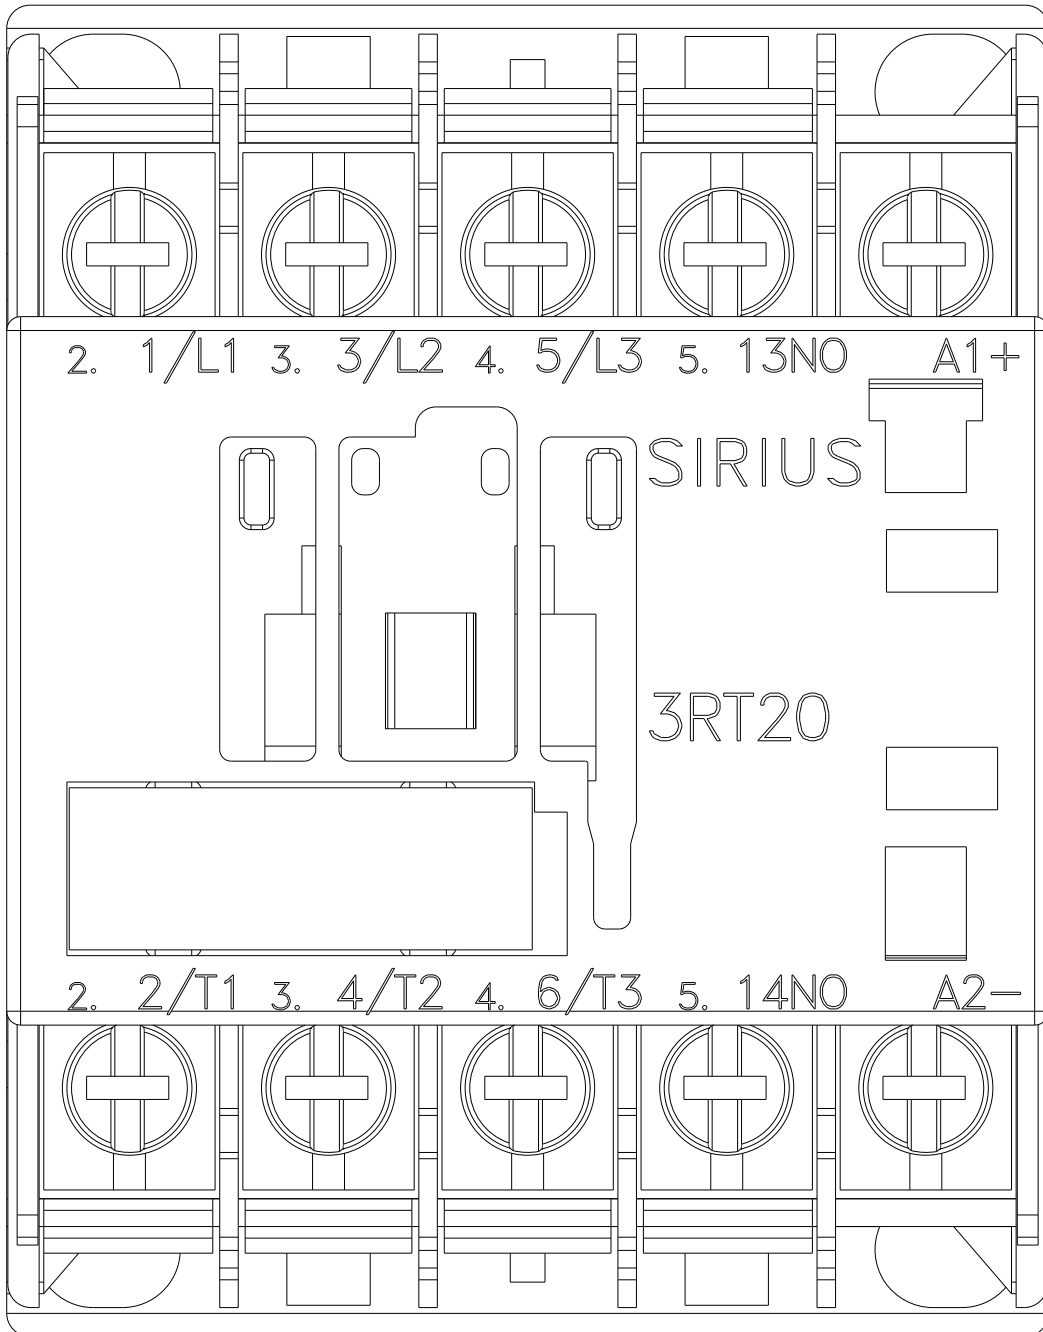 2. 1/L1 3. 3/L2 4. 5/L3 5. 13NO A1+
SIRIUS
3RT20
2. 2/T1 3. 4/T2 4. 6/T3 5. 14NO A2-